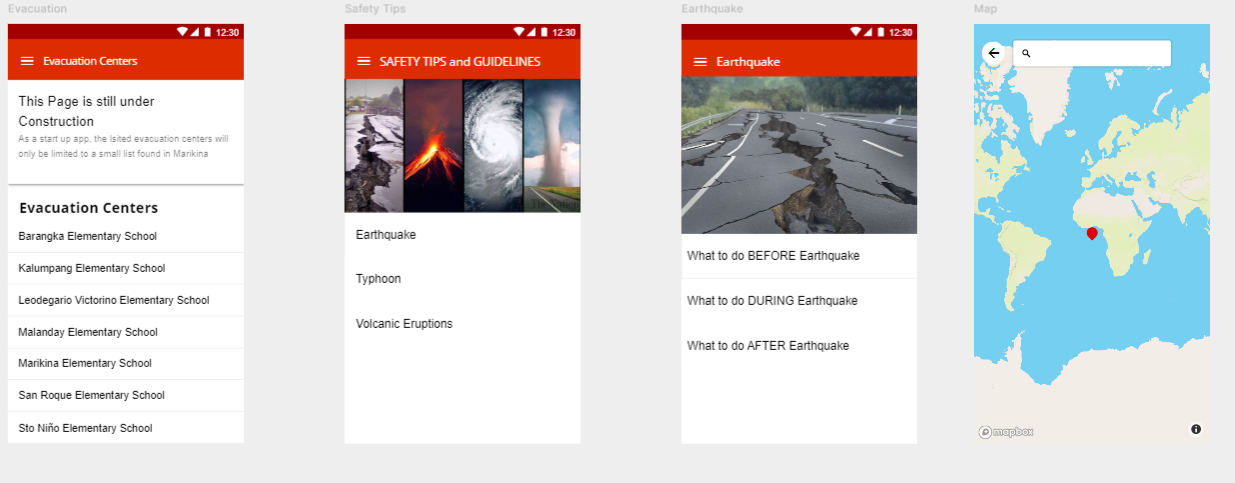 Evacuation
12:30
Evacuation Centers
This Page is still under
Construction
As a start up app, the lsited evacuation centers will
only be limited to a small list found in Marikina
Evacuation Centers
Barangka Elementary School
Kalumpang Elementary School
Leodegario Victorino Elementary School
Malanday Elementary School
Marikina Elementary School
San Roque Elementary School
Sto Niño Elementary School
Safety Tips
12:30
SAFETY TIPS and GUIDELINES
Earthquake
Typhoon
Volcanic Eruptions
Earthquake
12:30
Earthquake
What to do BEFORE Earthquake
What to do DURING Earthquake
What to do AFTER Earthquake
Map
mapbox